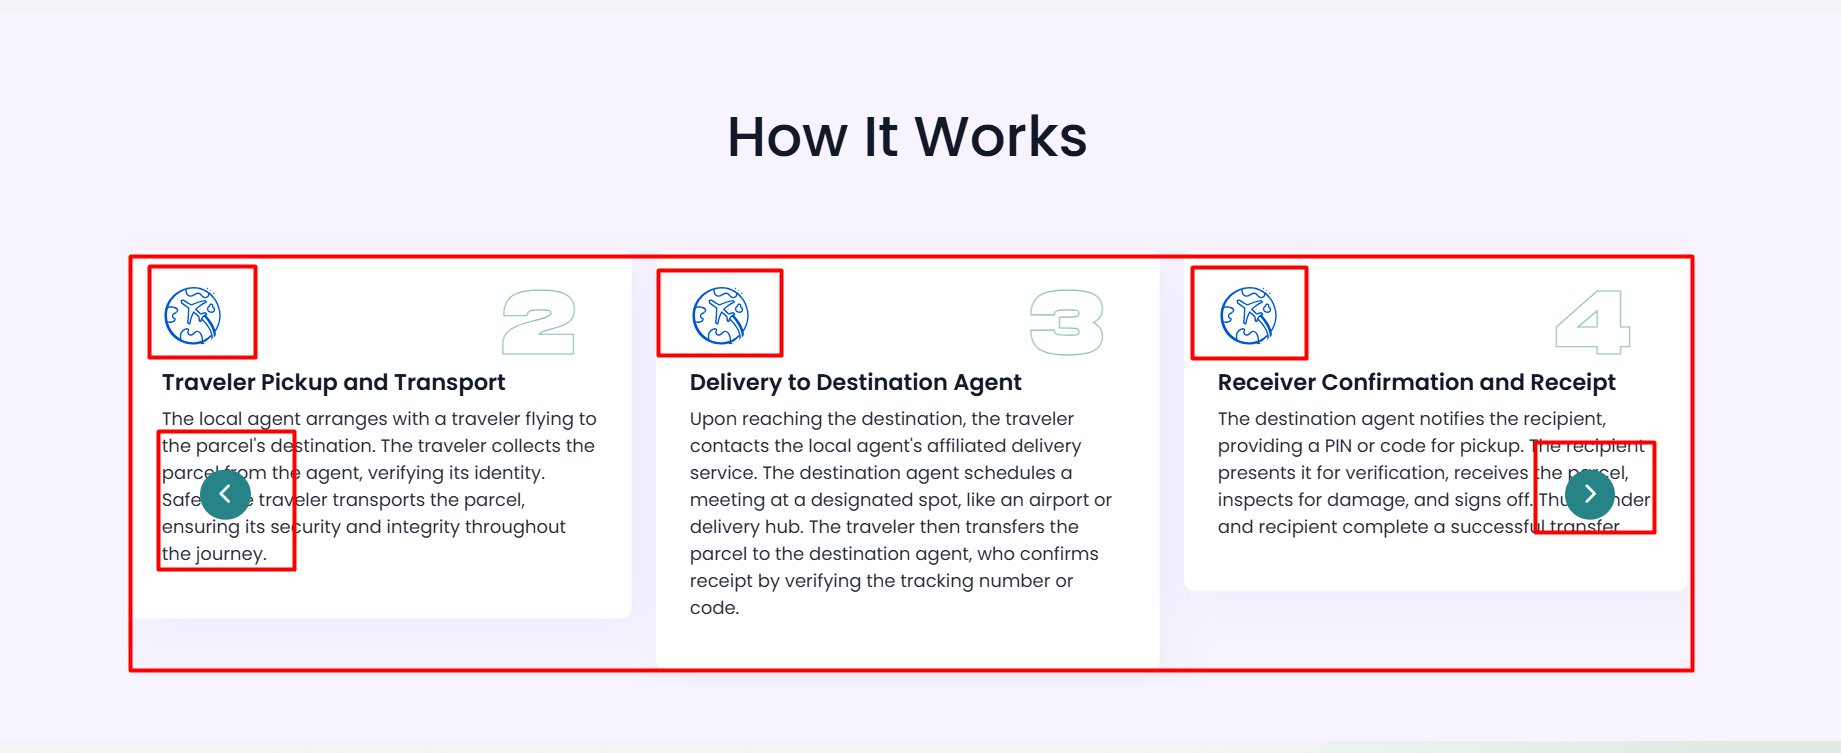 How It Works
2
Traveler Pickup and Transport
The local agent arranges with a traveler flying to
the parcel's destination. The traveler collects the
parcel from the agent, verifying its identity.
Safe traveler transports the parcel,
ensuring its security and integrity throughout
the journey.
3
Delivery to Destination Agent
Upon reaching the destination, the traveler
contacts the local agent's affiliated delivery
service. The destination agent schedules a
meeting at a designated spot, like an airport or
delivery hub. The traveler then transfers the
parcel to the destination agent, who confirms
receipt by verifying the tracking number or
code.
4
Receiver Confirmation and Receipt
The destination agent notifies the recipient,
providing a PIN or code for pickup. The recipient
presents it for verification, receives the parcel,
inspects for damage, and signs off.
and recipient complete a successful transfer